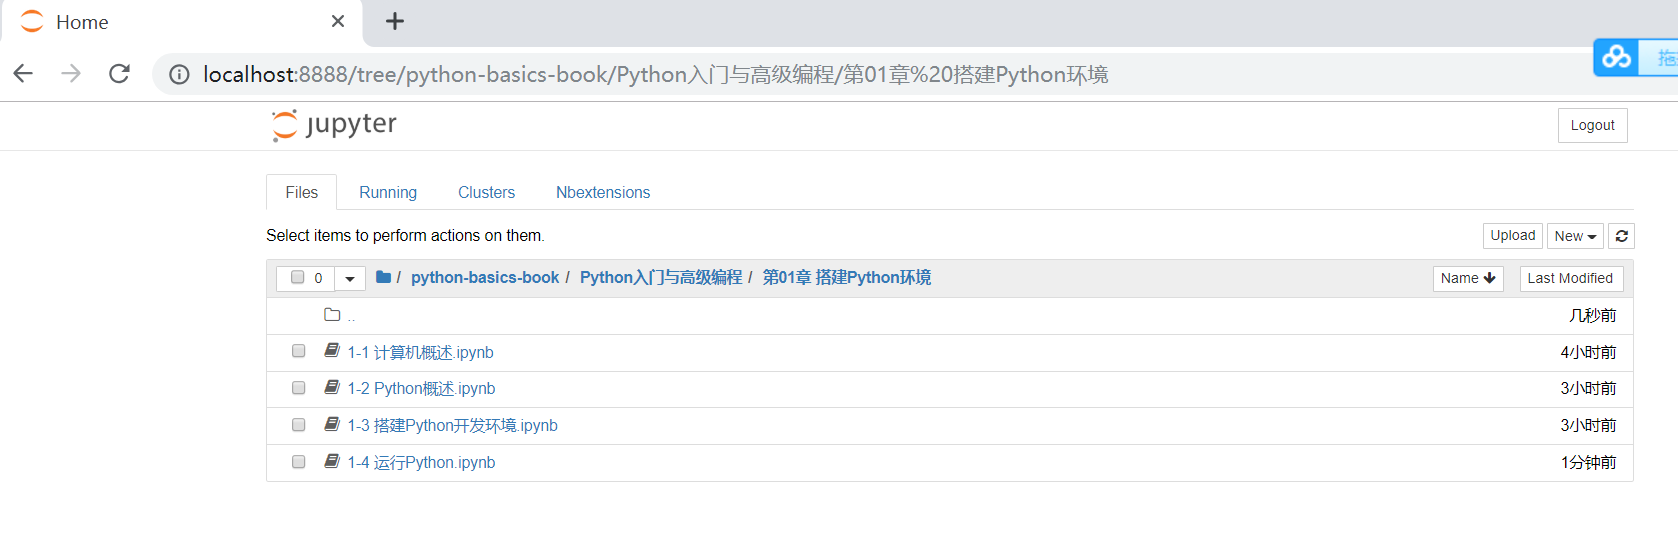 Home
localhost:8888/tree/python-basics-book/Python入门与高级编程/第01章%20搭建Python环境
拖
jupyter
Logout
Files Running Clusters Nbextensions
Select items to perform actions on them.
Upload New
0 / python-basics-book / Python入门与高级编程 / 第01章 搭建Python环境 Name Last Modified
.. 几秒前
1-1 计算机概述.ipynb 4小时前
1-2 Python概述.ipynb 3小时前
1-3 搭建Python开发环境.ipynb 3小时前
1-4 运行Python.ipynb 1分钟前